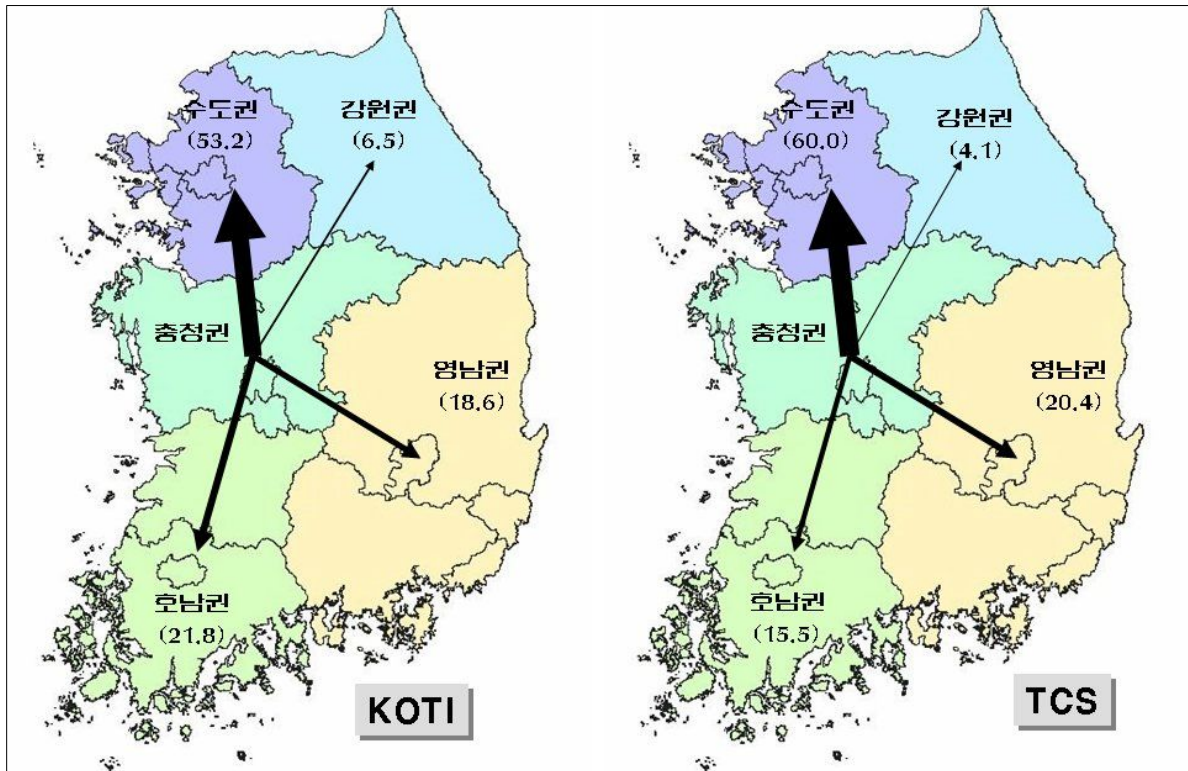 수도권
(53.2)
강원권
(6.5)
충청권
영남권
(18.6)
호남권
(21.8)
KOTI
수도권
(60.0)
강원권
(4.1)
충청권
영남권
(20.4)
호남권
(15.5)
TCS